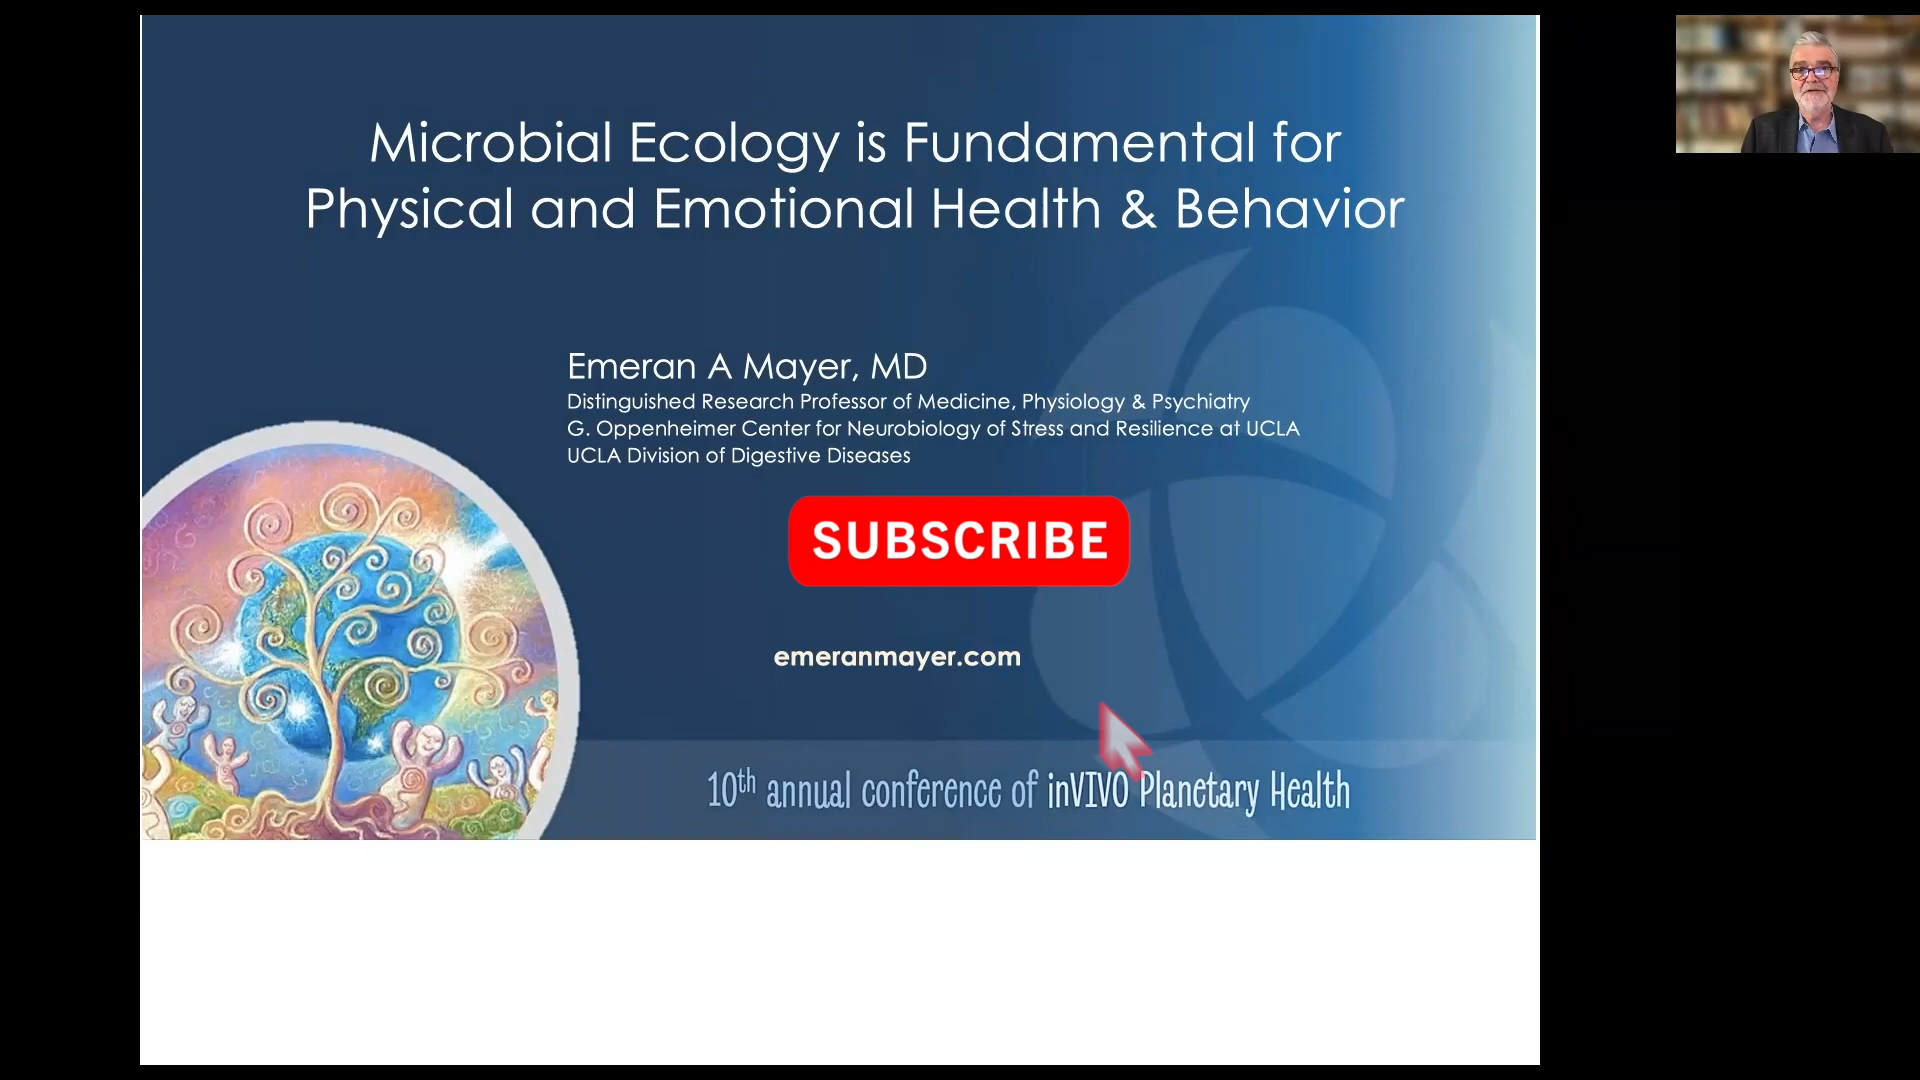 Microbial Ecology is Fundamental for
Physical and Emotional Health & Behavior
Emeran A Mayer, MD
Distinguished Research Professor of Medicine, Physiology & Psychiatry
G. Oppenheimer Center for Neurobiology of Stress and Resilience at UCLA
UCLA Division of Digestive Diseases
SUBSCRIBE
emeranmayer.com
10th annual conference of inVIVO Planetary Health